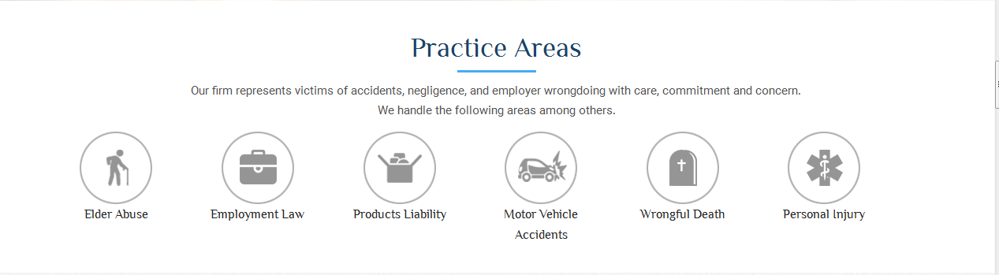 Practice Areas
Our firm represents victims of accidents, negligence, and employer wrongdoing with care, commitment and concern.
We handle the following areas among others.
Elder Abuse
Employment Law
Products Liability
Motor Vehicle
Accidents
Wrongful Death
Personal Injury